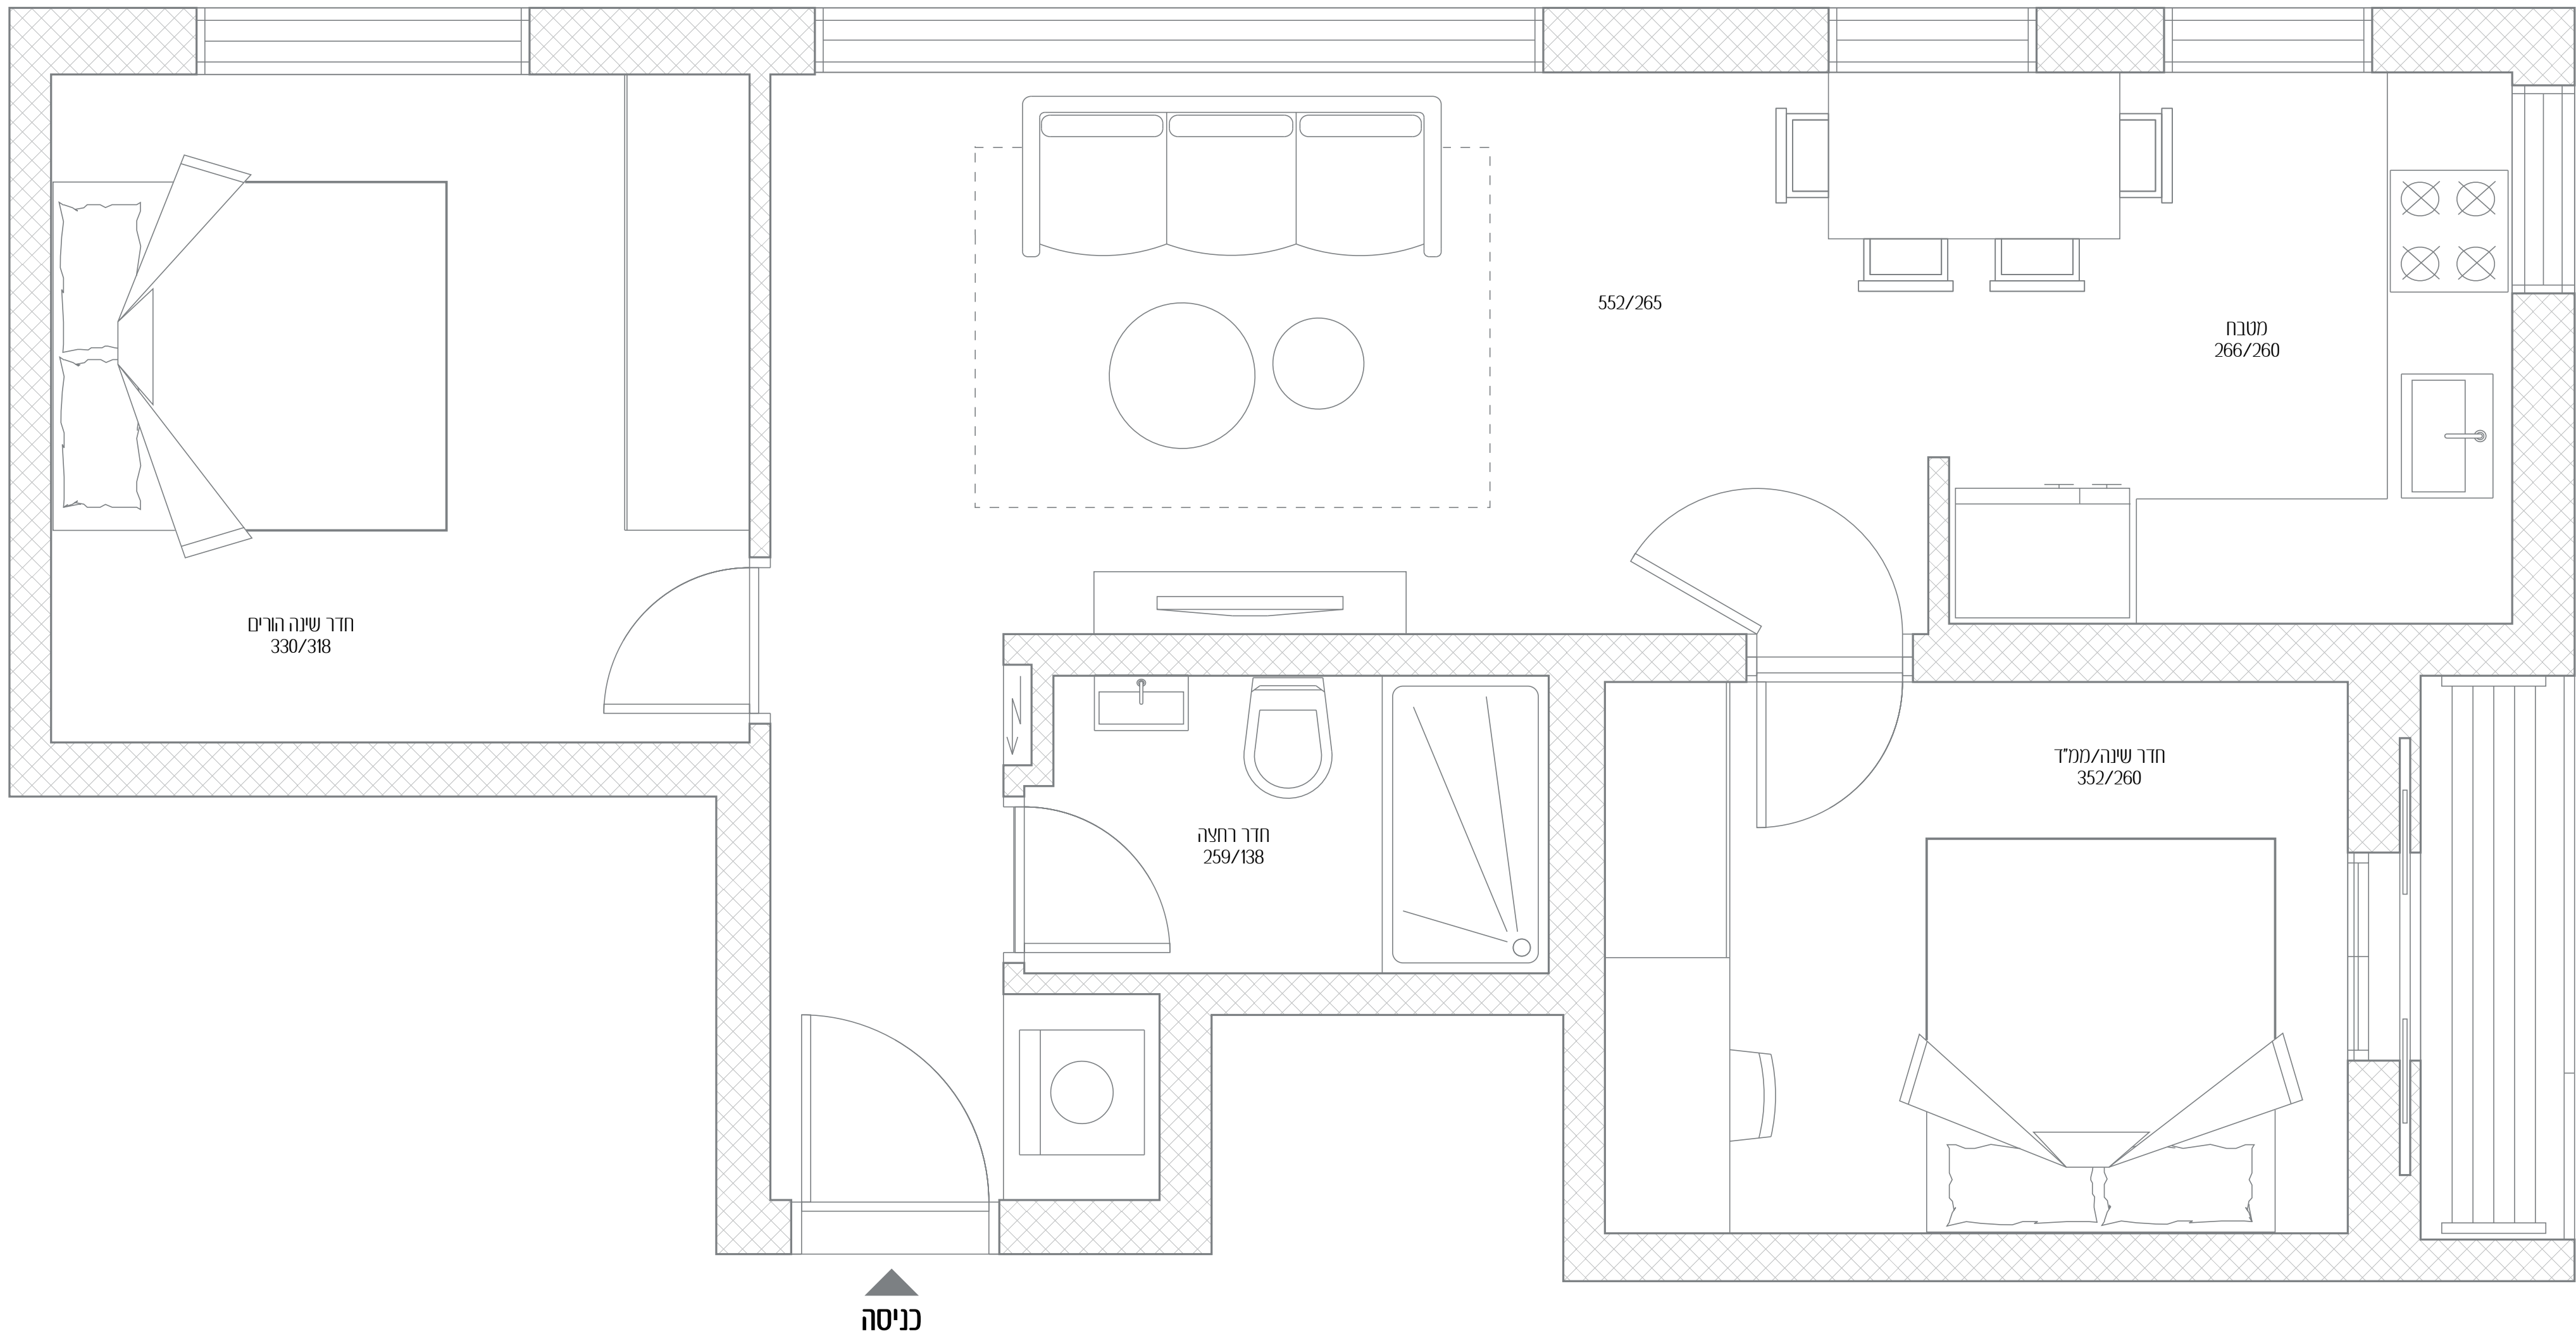 552/265
מטבח
266/260
חדר שינה הורים
330/318
חדר שינה/ממ"ד
352/260
חדר רחצה
259/138
כניסה